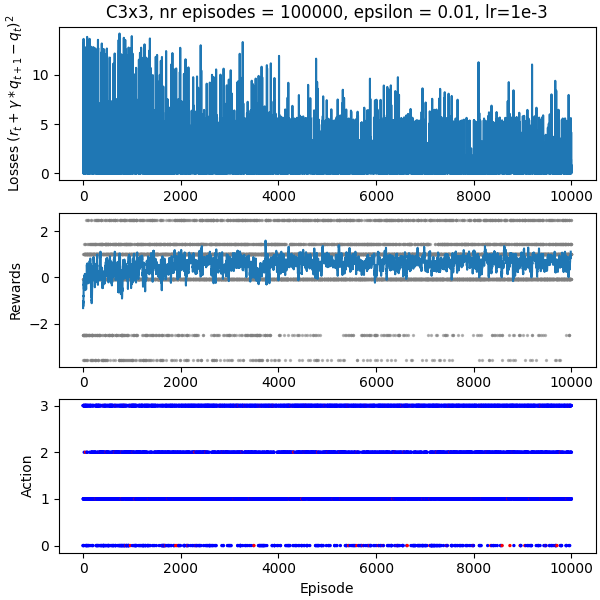 C3x3, nr episodes = 100000, epsilon = 0.01, lr=1e-3
Losses $(r_t + \gamma * q_{t+1} - q_t)^2$
10
5
0
0 2000 4000 6000 8000 10000
Rewards
2
0
−2
0 2000 4000 6000 8000 10000
Action
3
2
1
0
0 2000 4000 6000 8000 10000
Episode